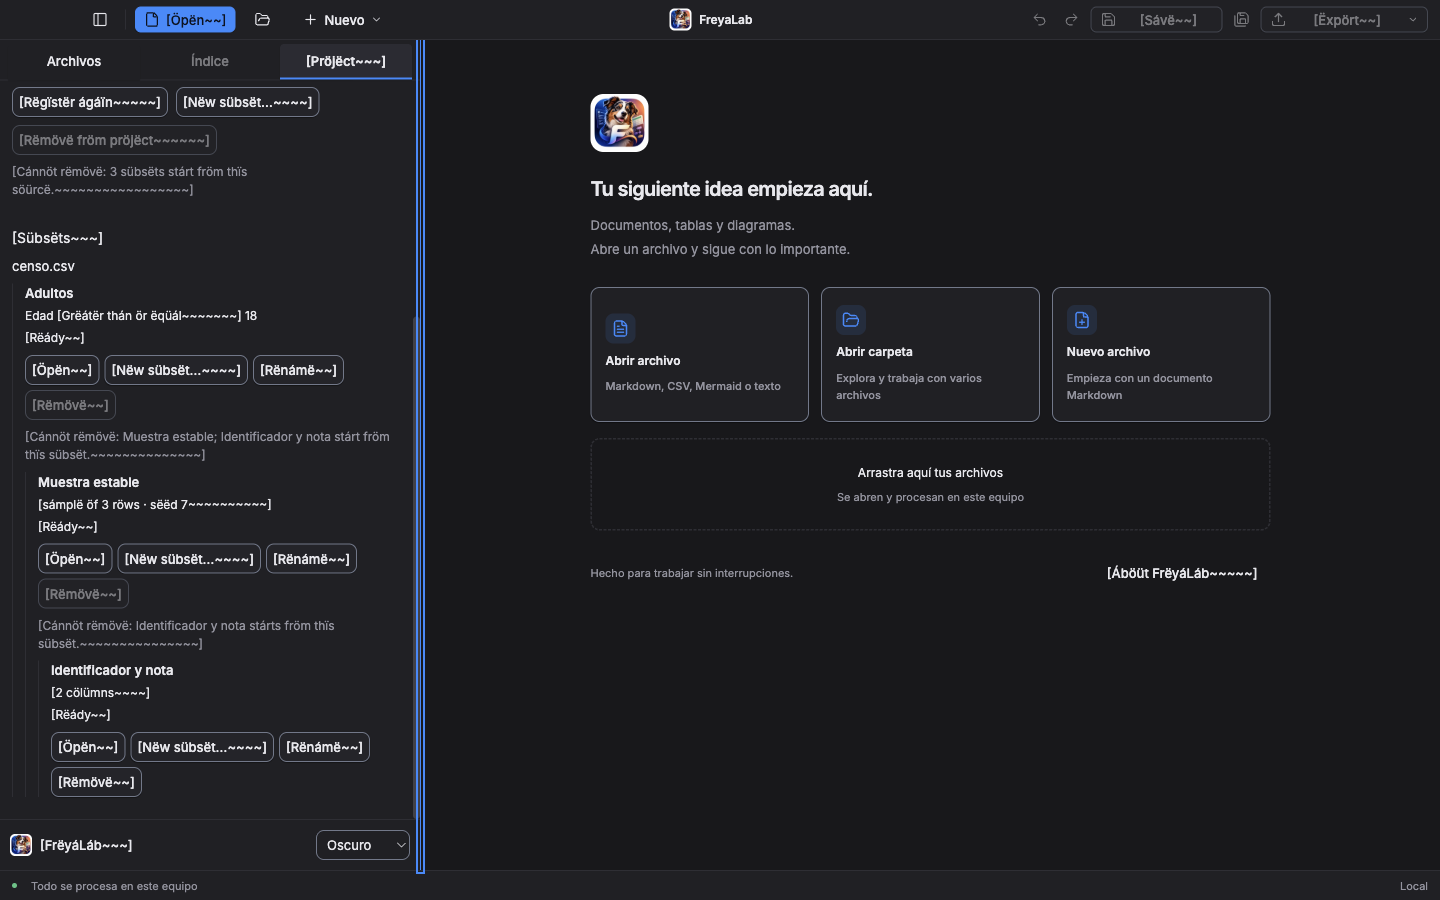 [Öpën~~]
Nuevo
FreyaLab
[Sávë~~]
[Ëxpört~~]
Archivos
Índice
[Pröjëct~~~]
[Rëgïstër ágáïn~~~~~]
[Nëw sübsët...~~~~]
[Rëmövë fröm pröjëct~~~~~~]
[Cánnöt rëmövë: 3 sübsëts stárt fröm thïs
söürcë.~~~~~~~~~~~~~~~~~]
[Sübsëts~~~]
censo.csv
Adultos
Edad [Grëátër thán ör ëqüál~~~~~~~] 18
[Rëády~~]
[Öpën~~]
[Nëw sübsët...~~~~]
[Rënámë~~]
[Rëmövë~~]
[Cánnöt rëmövë: Muestra estable; Identificador y nota stárt fröm
thïs sübsët.~~~~~~~~~~~~~~]
Muestra estable
[sámplë öf 3 röws · sëëd 7~~~~~~~~~~]
[Rëády~~]
[Öpën~~]
[Nëw sübsët...~~~~]
[Rënámë~~]
[Rëmövë~~]
[Cánnöt rëmövë: Identificador y nota stárts fröm thïs
sübsët.~~~~~~~~~~~~~~~]
Identificador y nota
[2 cölümns~~~~]
[Rëády~~]
[Öpën~~]
[Nëw sübsët...~~~~]
[Rënámë~~]
[Rëmövë~~]
[FrëyáLáb~~~]
Oscuro
Tu siguiente idea empieza aquí.
Documentos, tablas y diagramas.
Abre un archivo y sigue con lo importante.
Abrir archivo
Markdown, CSV, Mermaid o texto
Abrir carpeta
Explora y trabaja con varios
archivos
Nuevo archivo
Empieza con un documento
Markdown
Arrastra aquí tus archivos
Se abren y procesan en este equipo
Hecho para trabajar sin interrupciones.
[Áböüt FrëyáLáb~~~~~]
Todo se procesa en este equipo
Local